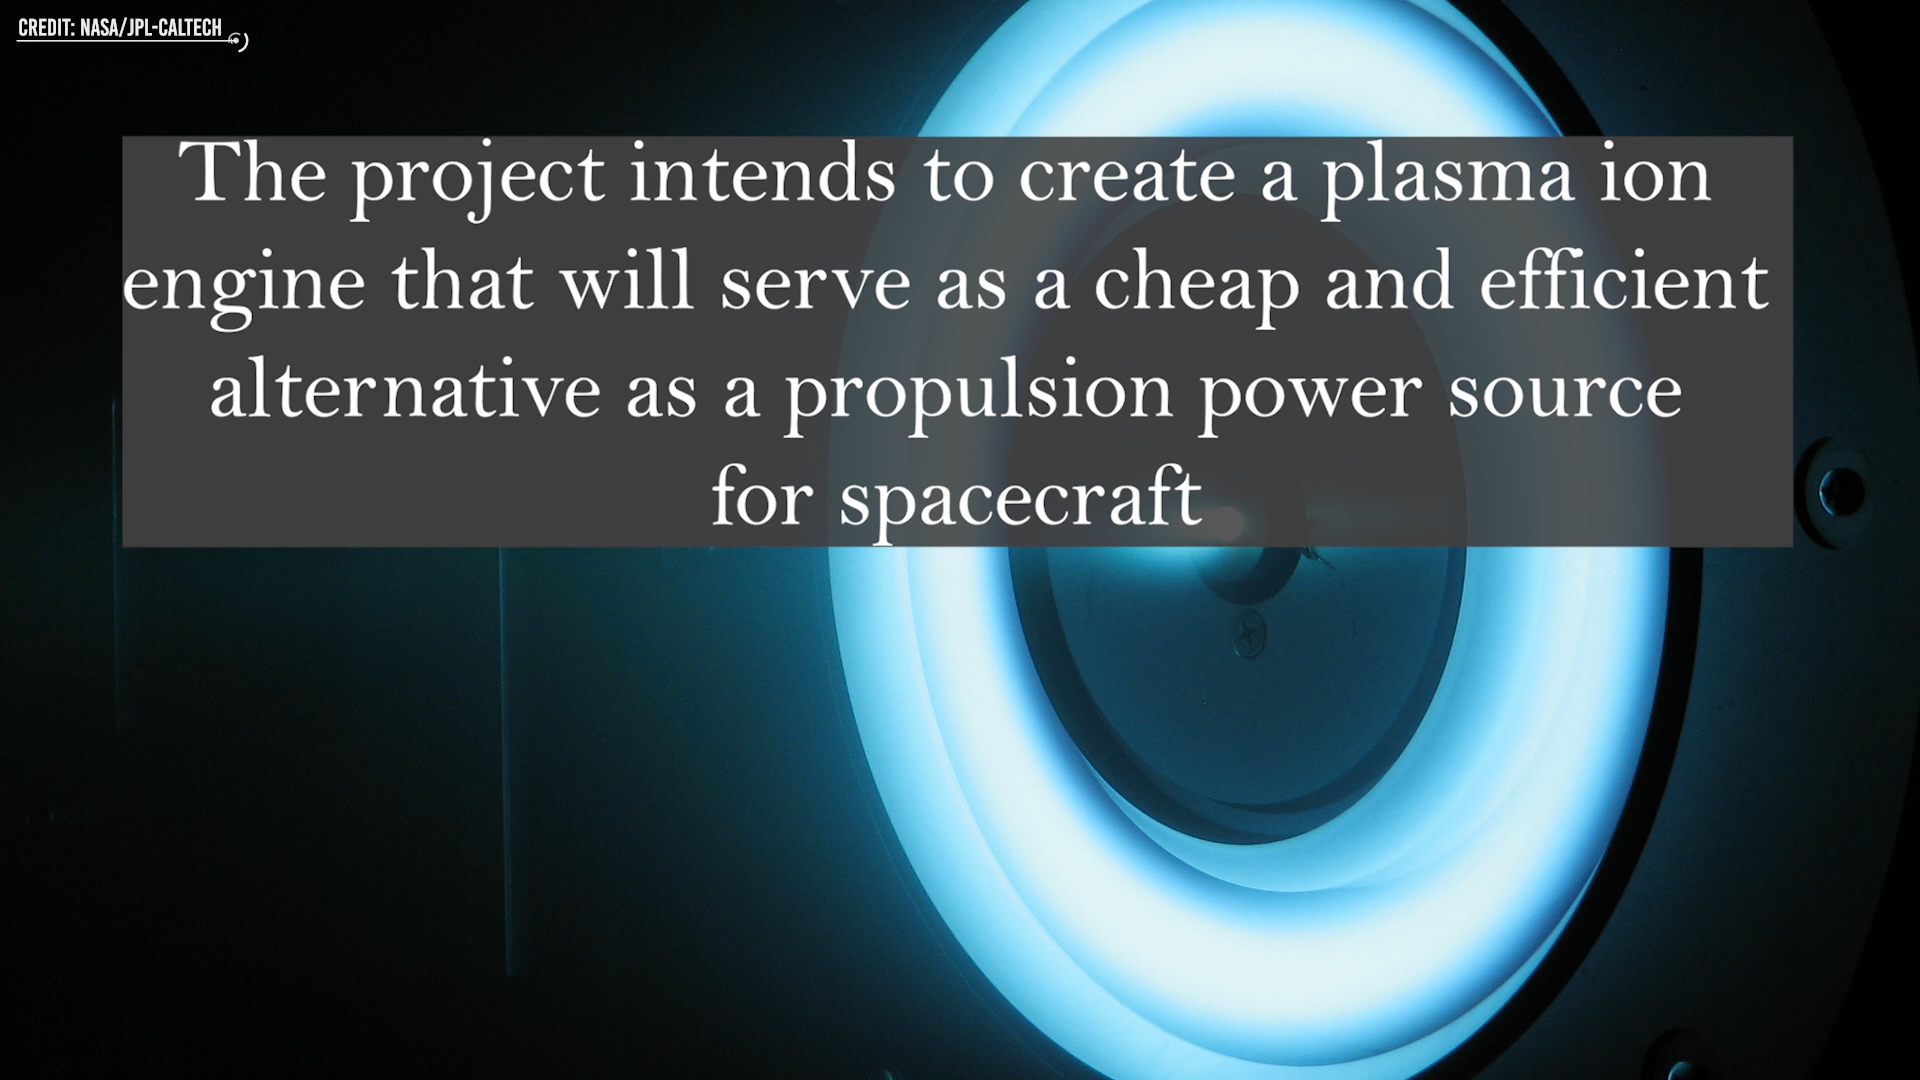 CREDIT: NASA/JPL-CALTECH
The project intends to create a plasma ion
engine that will serve as a cheap and efficient
alternative as a propulsion power source
for spacecraft